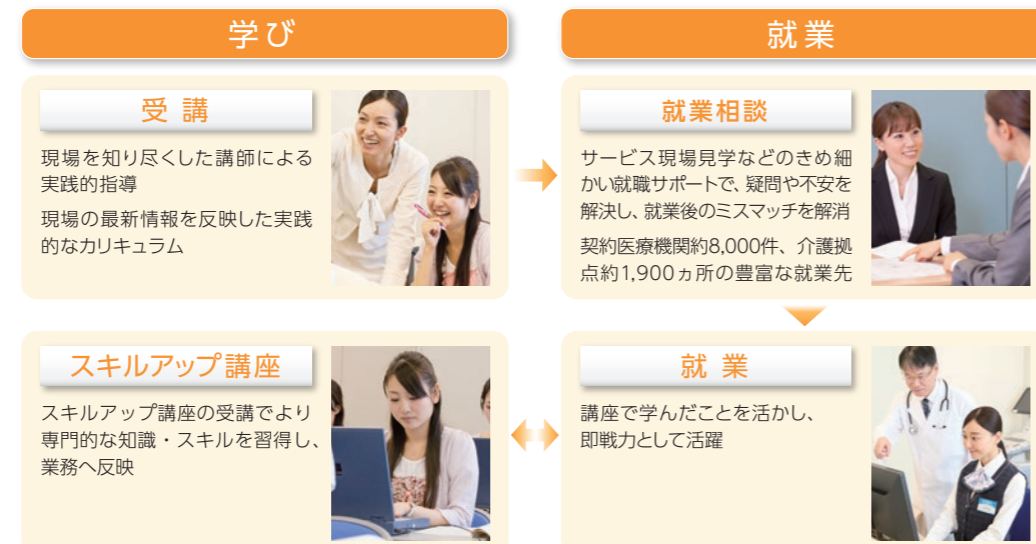 学び
就業
受講
現場を知り尽くした講師による
実践的指導
現場の最新情報を反映した実践
的なカリキュラム
就業相談
サービス現場見学などのきめ細
かい就職サポートで、疑問や不安を
解決し、就業後のミスマッチを解消
契約医療機関約8,000件、介護拠
点約1,900ヵ所の豊富な就業先
スキルアップ講座
スキルアップ講座の受講でより
専門的な知識・スキルを習得し、
業務へ反映
就業
講座で学んだことを活かし、
即戦力として活躍